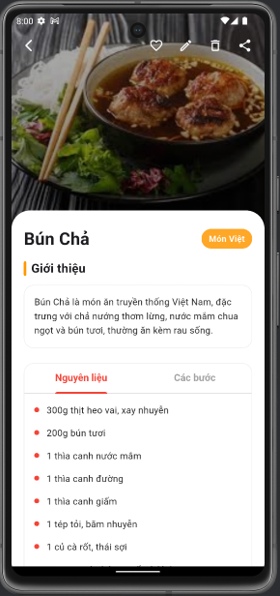 8:00
Bún Chả
Món Việt
Giới thiệu
Bún Chả là món ăn truyền thống Việt Nam, đặc
trưng với chả nướng thơm lừng, nước mắm chua
ngọt và bún tươi, thường ăn kèm rau sống.
Nguyên liệu
Các bước
300g thịt heo vai, xay nhuyễn
200g bún tươi
1 thìa canh nước mắm
1 thìa canh đường
1 thìa canh giấm
1 tép tỏi, băm nhuyễn
1 củ cà rốt, thái sợi